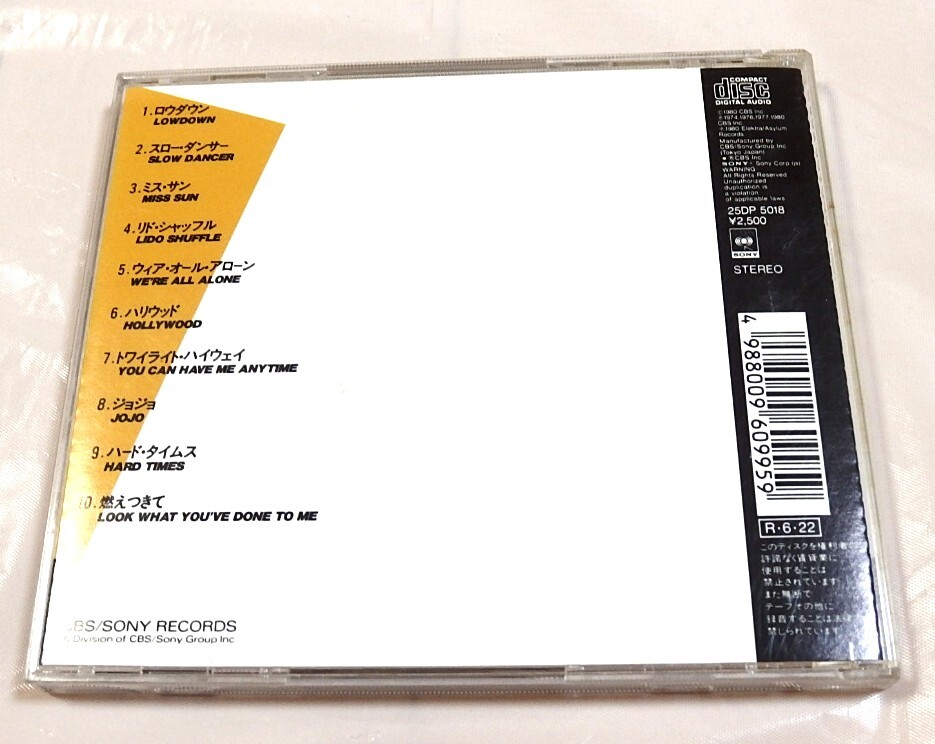 1.ロウダウン
LOWDOWN
2.スロー・ダンサー
SLOW DANCER
3.ミス・サン
MISS SUN
4.リド・シャッフル
LIDO SHUFFLE
5.ウィア・オール・アローン
WE'RE ALL ALONE
6.ハリウッド
HOLLYWOOD
7.トワイライト・ハイウェイ
YOU CAN HAVE ME ANYTIME
8.ジョジョ
JOJO
9.ハード・タイムス
HARD TIMES
10.燃えつきて
LOOK WHAT YOU'VE DONE TO ME
CBS/SONY RECORDS
A Division of CBS/Sony Group Inc
COMPACT
disc
DIGITAL AUDIO
©1980 CBS Inc
℗1974,1976,1977,1980
CBS Inc.
℗1980 Elektra/Asylum
Records
Manufactured by
CBS/Sony Group Inc
(Tokyo Japan)
CBS Inc
SONY・Sony Corp.
WARNING
All Rights Reserved
Unauthorized
duplication is
a violation
of applicable laws
25DP 5018
¥2,500
SONY
STEREO
4 988009 609959
R・6・22
このディスクを権利者の
許諾なく賃貸業に
使用することは
禁止されています
また無断で
テープその他に
録音することは法律で
禁じられています